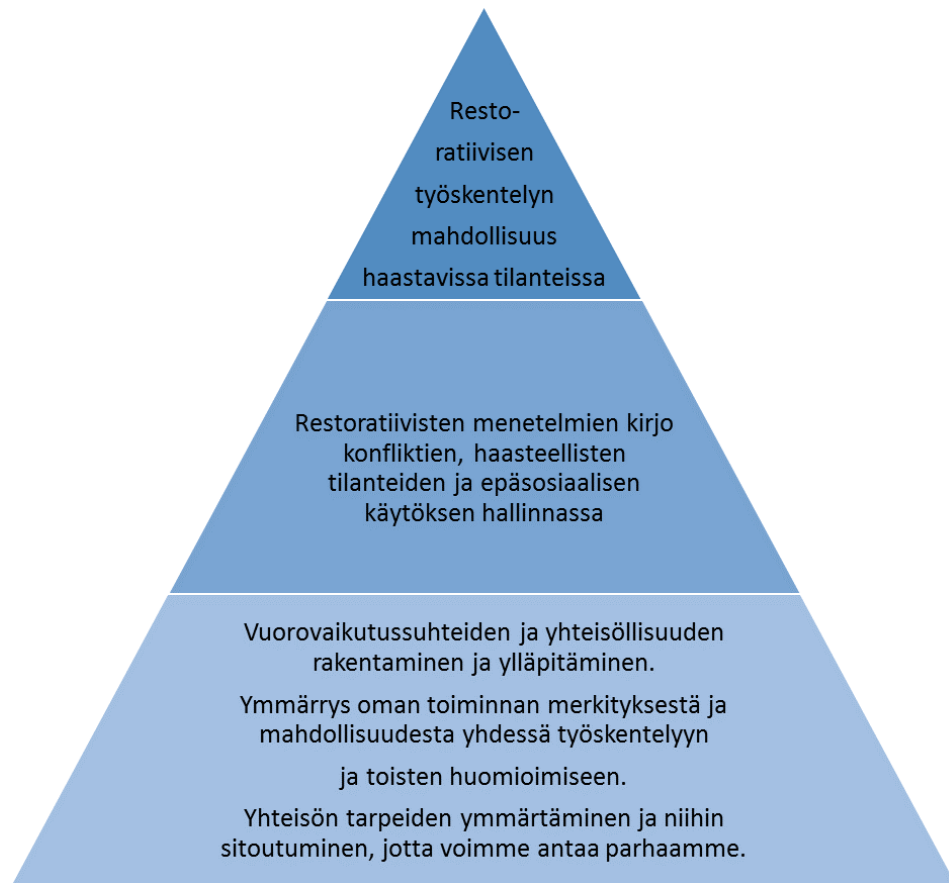 Resto-
ratiivisen
työskentelyn
mahdollisuus
haastavissa tilanteissa
Restoratiivisten menetelmien kirjo
konfliktien, haasteellisten
tilanteiden ja epäsosiaalisen
käytöksen hallinnassa
Vuorovaikutussuhteiden ja yhteisöllisuuden
rakentaminen ja ylläpitäminen.
Ymmärrys oman toiminnan merkityksestä ja
mahdollisuudesta yhdessä työskentelyyn
ja toisten huomioimiseen.
Yhteisön tarpeiden ymmärtäminen ja niihin
sitoutuminen, jotta voimme antaa parhaamme.